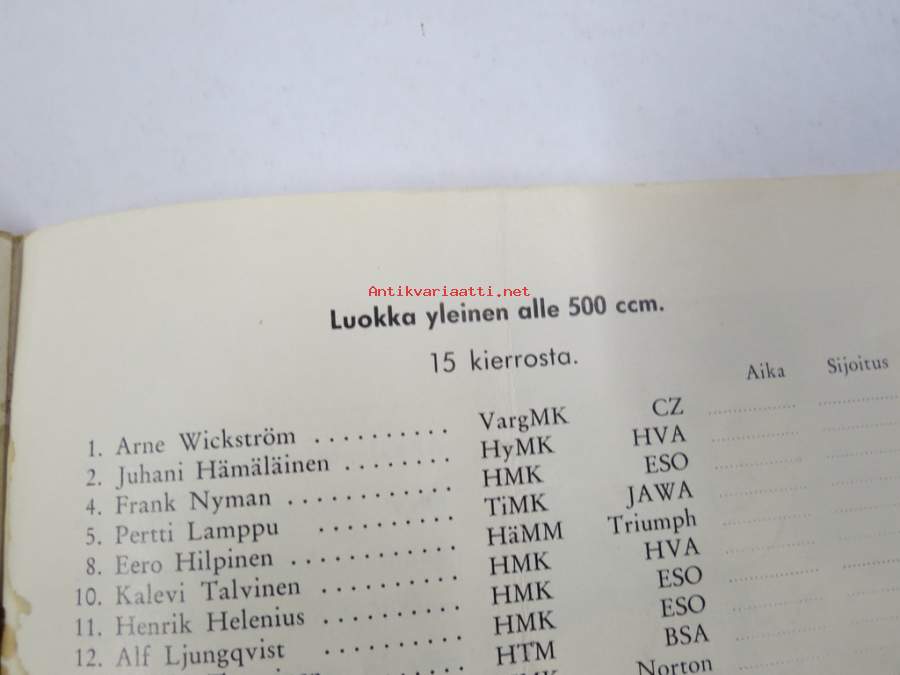 Antikvariaatti.net
Luokka yleinen alle 500 ccm.
15 kierrosta.
Aika Sijoitus
1. Arne Wickström .......... VargMK CZ
2. Juhani Hämäläinen ........ HyMK HVA
4. Frank Nyman ............ HMK ESO
5. Pertti Lamppu .......... TiMK JAWA
8. Eero Hilpinen ............ HäMM Triumph
10. Kalevi Talvinen .......... HMK HVA
11. Henrik Helenius .......... HMK ESO
12. Alf Ljungqvist .......... HMK ESO
HTM BSA
Norton